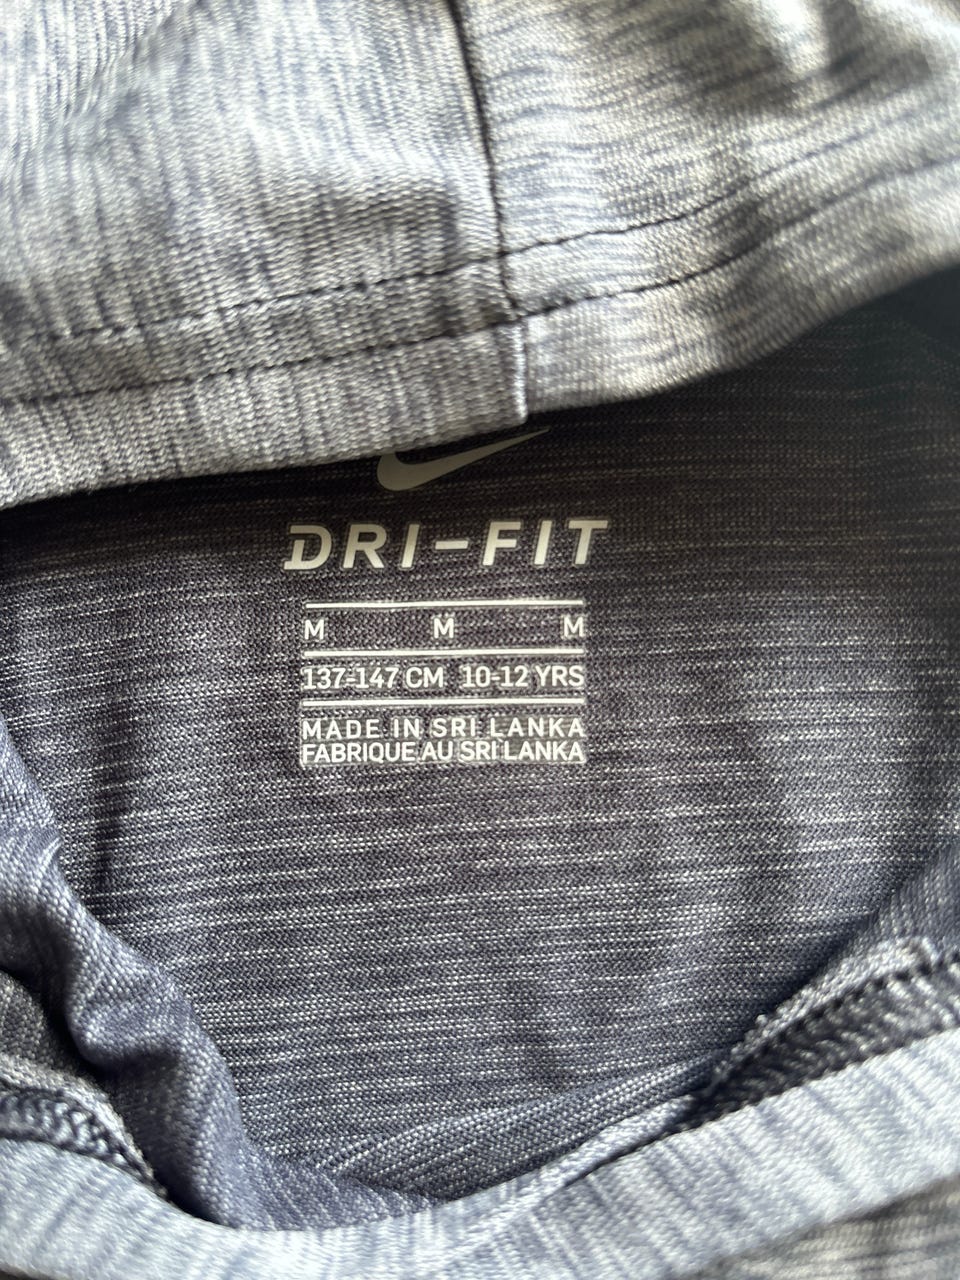 DRI-FIT
M M M
137-147 CM 10-12 YRS
MADE IN SRI LANKA
FABRIQUE AU SRI LANKA